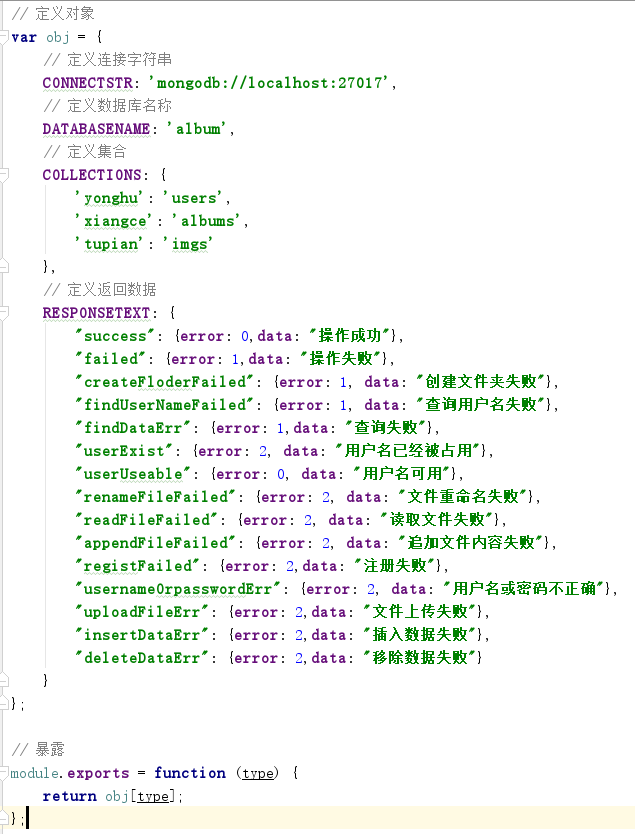 // 定义对象
var obj = {
    // 定义连接字符串
    CONNECTSTR: 'mongodb://localhost:27017',
    // 定义数据库名称
    DATABASENAME: 'album',
    // 定义集合
    COLLECTIONS: {
        'yonghu': 'users',
        'xiangce': 'albums',
        'tupian': 'imgs'
    },
    // 定义返回数据
    RESPONSETEXT: {
        "success": {error: 0,data: "操作成功"},
        "failed": {error: 1,data: "操作失败"},
        "createFloderFailed": {error: 1, data: "创建文件夹失败"},
        "findUserNameFailed": {error: 1, data: "查询用户名失败"},
        "findDataErr": {error: 1,data: "查询失败"},
        "userExist": {error: 2, data: "用户名已经被占用"},
        "userUseable": {error: 0, data: "用户名可用"},
        "renameFileFailed": {error: 2, data: "文件重命名失败"},
        "readFileFailed": {error: 2, data: "读取文件失败"},
        "appendFileFailed": {error: 2, data: "追加文件内容失败"},
        "registFailed": {error: 2,data: "注册失败"},
        "usernameOrpasswordErr": {error: 2, data: "用户名或密码不正确"},
        "uploadFileErr": {error: 2,data: "文件上传失败"},
        "insertDataErr": {error: 2,data: "插入数据失败"},
        "deleteDataErr": {error: 2,data: "移除数据失败"}
    }
};
// 暴露
module.exports = function (type) {
    return obj[type];
};